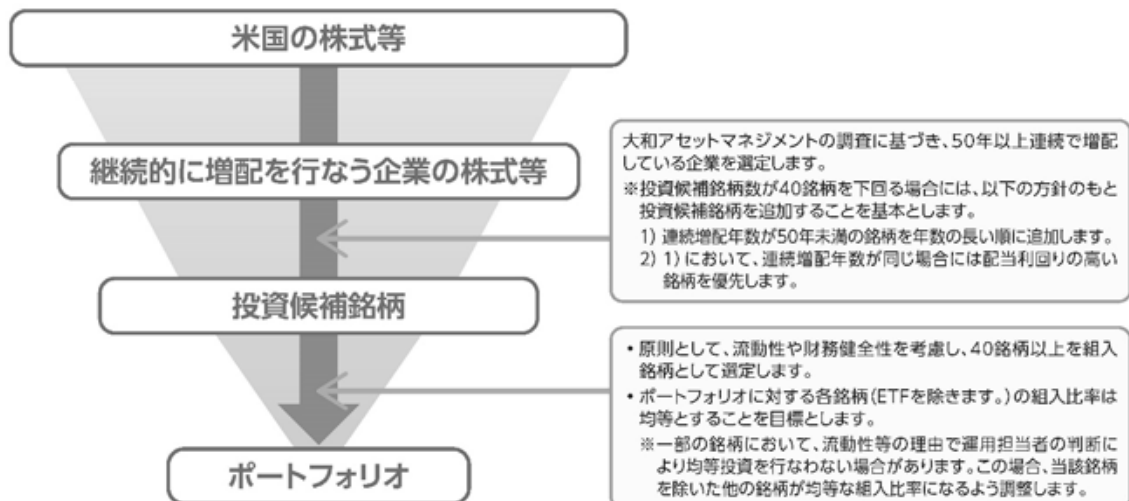 米国の株式等
継続的に増配を行なう企業の株式等
大和アセットマネジメントの調査に基づき、50年以上連続で増配
している企業を選定します。
※投資候補銘柄数が40銘柄を下回る場合には、以下の方針のもと
投資候補銘柄を追加することを基本とします。
1) 連続増配年数が50年未満の銘柄を年数の長い順に追加します。
2) 1)において、連続増配年数が同じ場合には配当利回りの高い
銘柄を優先します。
投資候補銘柄
• 原則として、流動性や財務健全性を考慮し、40銘柄以上を組入
銘柄として選定します。
• ポートフォリオに対する各銘柄(ETFを除きます。)の組入比率は
均等とすることを目標とします。
※一部の銘柄において、流動性等の理由で運用担当者の判断に
より均等投資を行なわない場合があります。この場合、当該銘柄
を除いた他の銘柄が均等な組入比率になるよう調整します。
ポートフォリオ